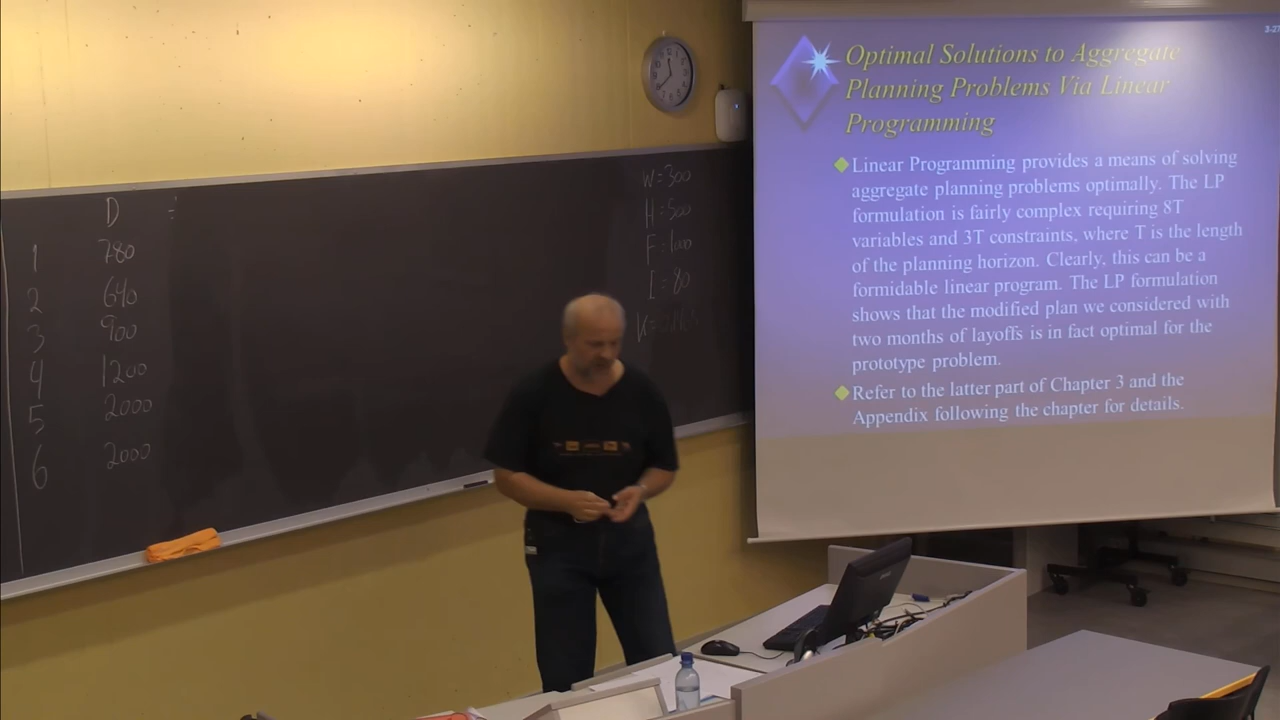 D =
1 780
2 640
3 900
4 1200
5 2000
6 2000
W=300
H=500
F=1000
I=80
K=
3-27
Optimal Solutions to Aggregate
Planning Problems Via Linear
Programming
Linear Programming provides a means of solving
aggregate planning problems optimally. The LP
formulation is fairly complex requiring 8T
variables and 3T constraints, where T is the length
of the planning horizon. Clearly, this can be a
formidable linear program. The LP formulation
shows that the modified plan we considered with
two months of layoffs is in fact optimal for the
prototype problem.
Refer to the latter part of Chapter 3 and the
Appendix following the chapter for details.